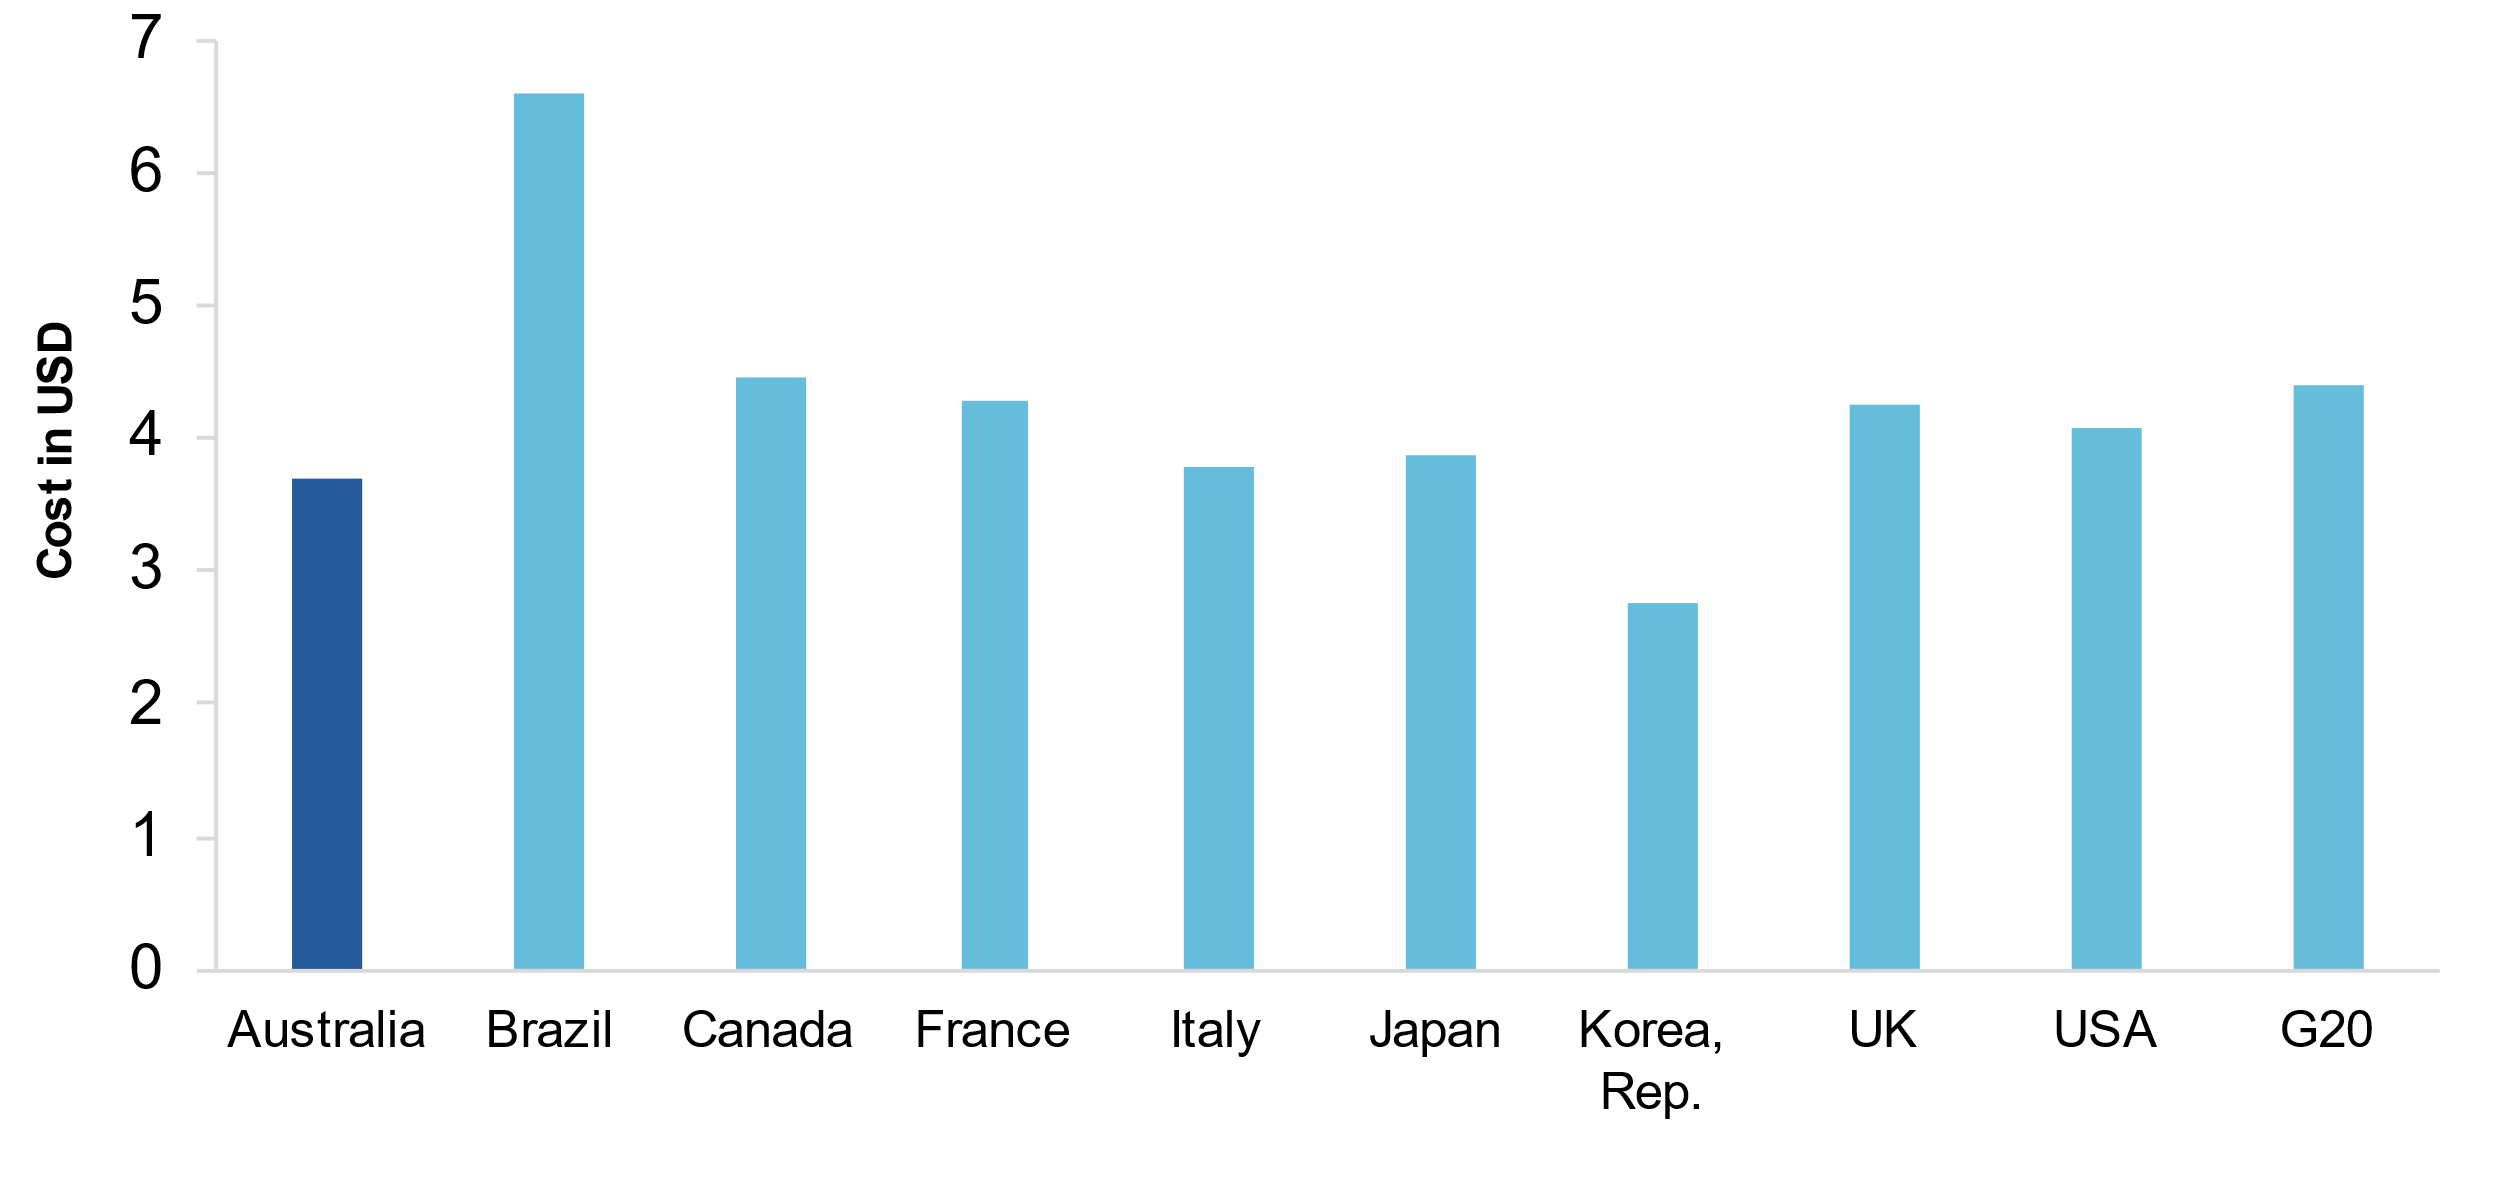 7
6
5
4
3
2
1
0
Cost in USD
Australia
Brazil
Canada
France
Italy
Japan
Korea,
Rep.
UK
USA
G20